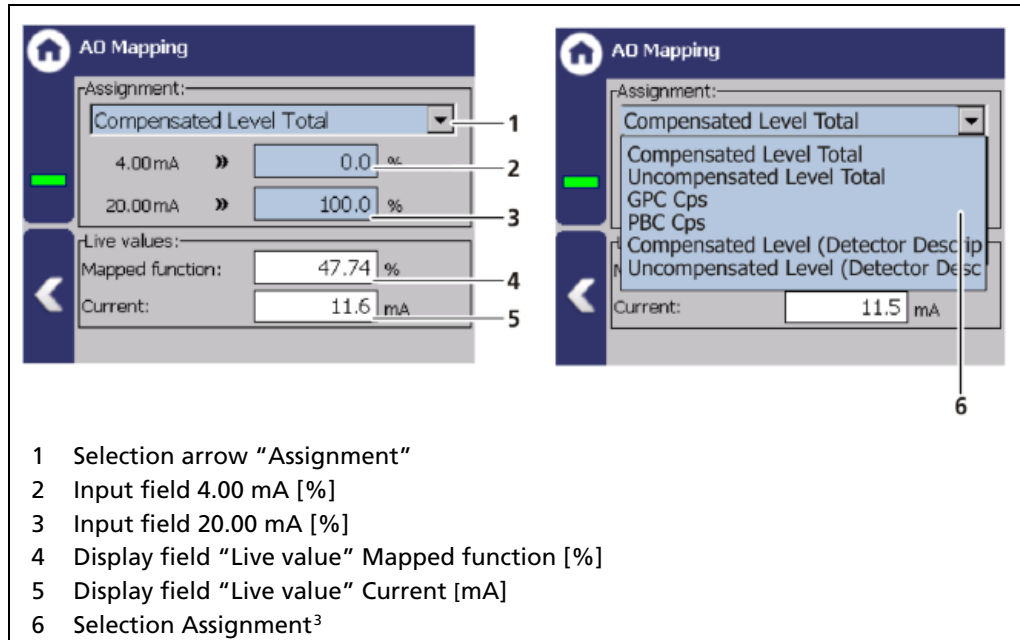 AO Mapping
Assignment:
Compensated Level Total
1
4.00mA » 0.0 %
2
20.00mA » 100.0 %
3
Live values:
Mapped function: 47.74 %
4
Current: 11.6 mA
5
AO Mapping
Assignment:
Compensated Level Total
Compensated Level Total
Uncompensated Level Total
GPC Cps
PBC Cps
Compensated Level (Detector Descrip
Uncompensated Level (Detector Desc
Current: 11.5 mA
6
1 Selection arrow “Assignment”
2 Input field 4.00 mA [%]
3 Input field 20.00 mA [%]
4 Display field “Live value” Mapped function [%]
5 Display field “Live value” Current [mA]
6 Selection Assignment³